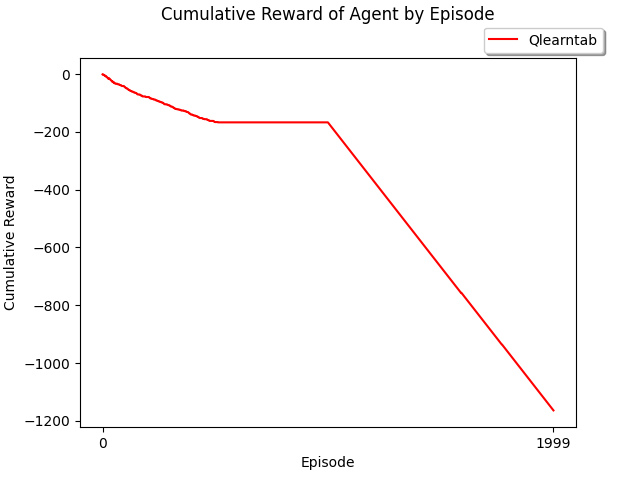 Cumulative Reward of Agent by Episode
Qlearntab
0
−200
−400
−600
−800
−1000
−1200
Cumulative Reward
0
1999
Episode